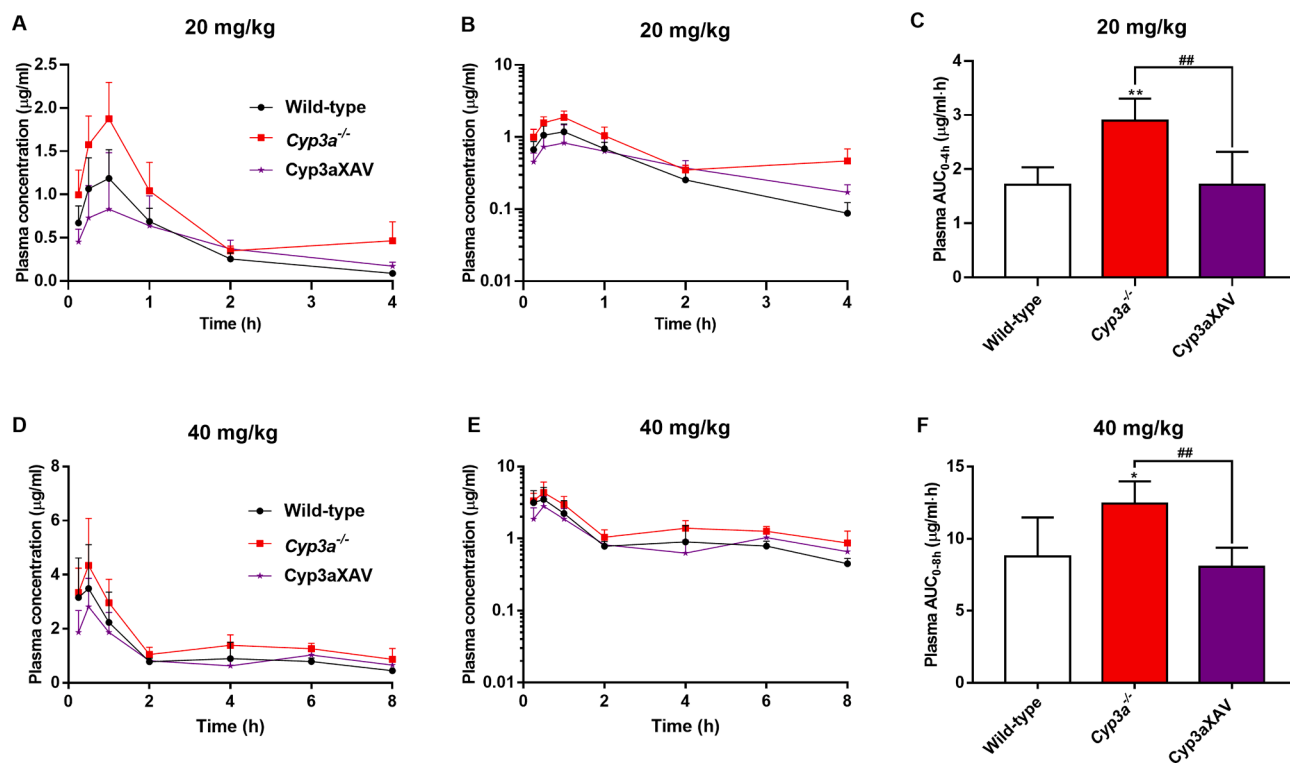 A
20 mg/kg
Plasma concentration (μg/ml)
2.5
2.0
1.5
1.0
0.5
0.0
0
1
2
3
4
Time (h)
Wild-type
Cyp3a-/-
Cyp3aXAV
B
20 mg/kg
Plasma concentration (μg/ml)
10
1
0.1
0.01
0
1
2
3
4
Time (h)
C
20 mg/kg
Plasma AUC0-4h (μg/ml·h)
4
3
2
1
0
**
##
Wild-type
Cyp3a-/-
Cyp3aXAV
D
40 mg/kg
Plasma concentration (μg/ml)
8
6
4
2
0
0
2
4
6
8
Time (h)
Wild-type
Cyp3a-/-
Cyp3aXAV
E
40 mg/kg
Plasma concentration (μg/ml)
10
1
0.1
0.01
0
2
4
6
8
Time (h)
F
40 mg/kg
Plasma AUC0-8h (μg/ml·h)
15
10
5
0
*
##
Wild-type
Cyp3a-/-
Cyp3aXAV